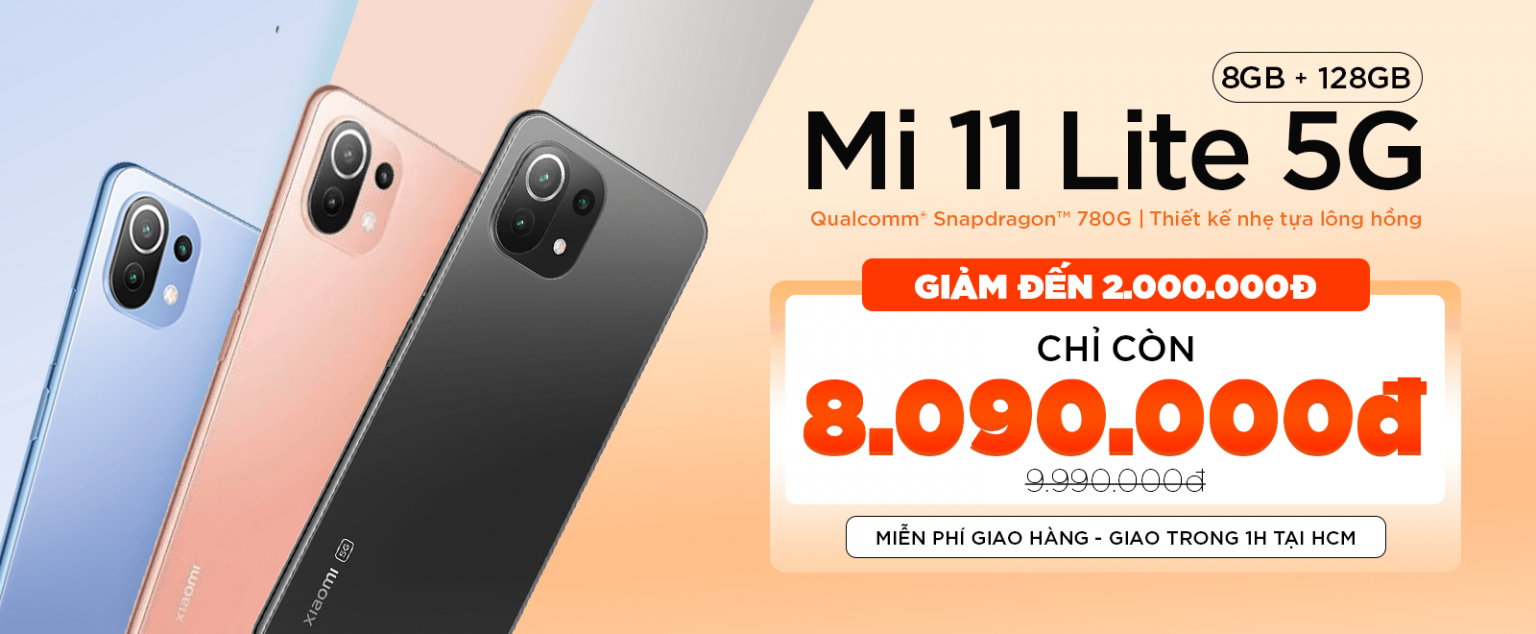 8GB + 128GB
Mi 11 Lite 5G
Qualcomm® Snapdragon™ 780G | Thiết kế nhẹ tựa lông hồng
GIẢM ĐẾN 2.000.000Đ
CHỈ CÒN
8.090.000đ
9.990.000đ
MIỄN PHÍ GIAO HÀNG - GIAO TRONG 1H TẠI HCM
xiaomi
xiaomi 5G